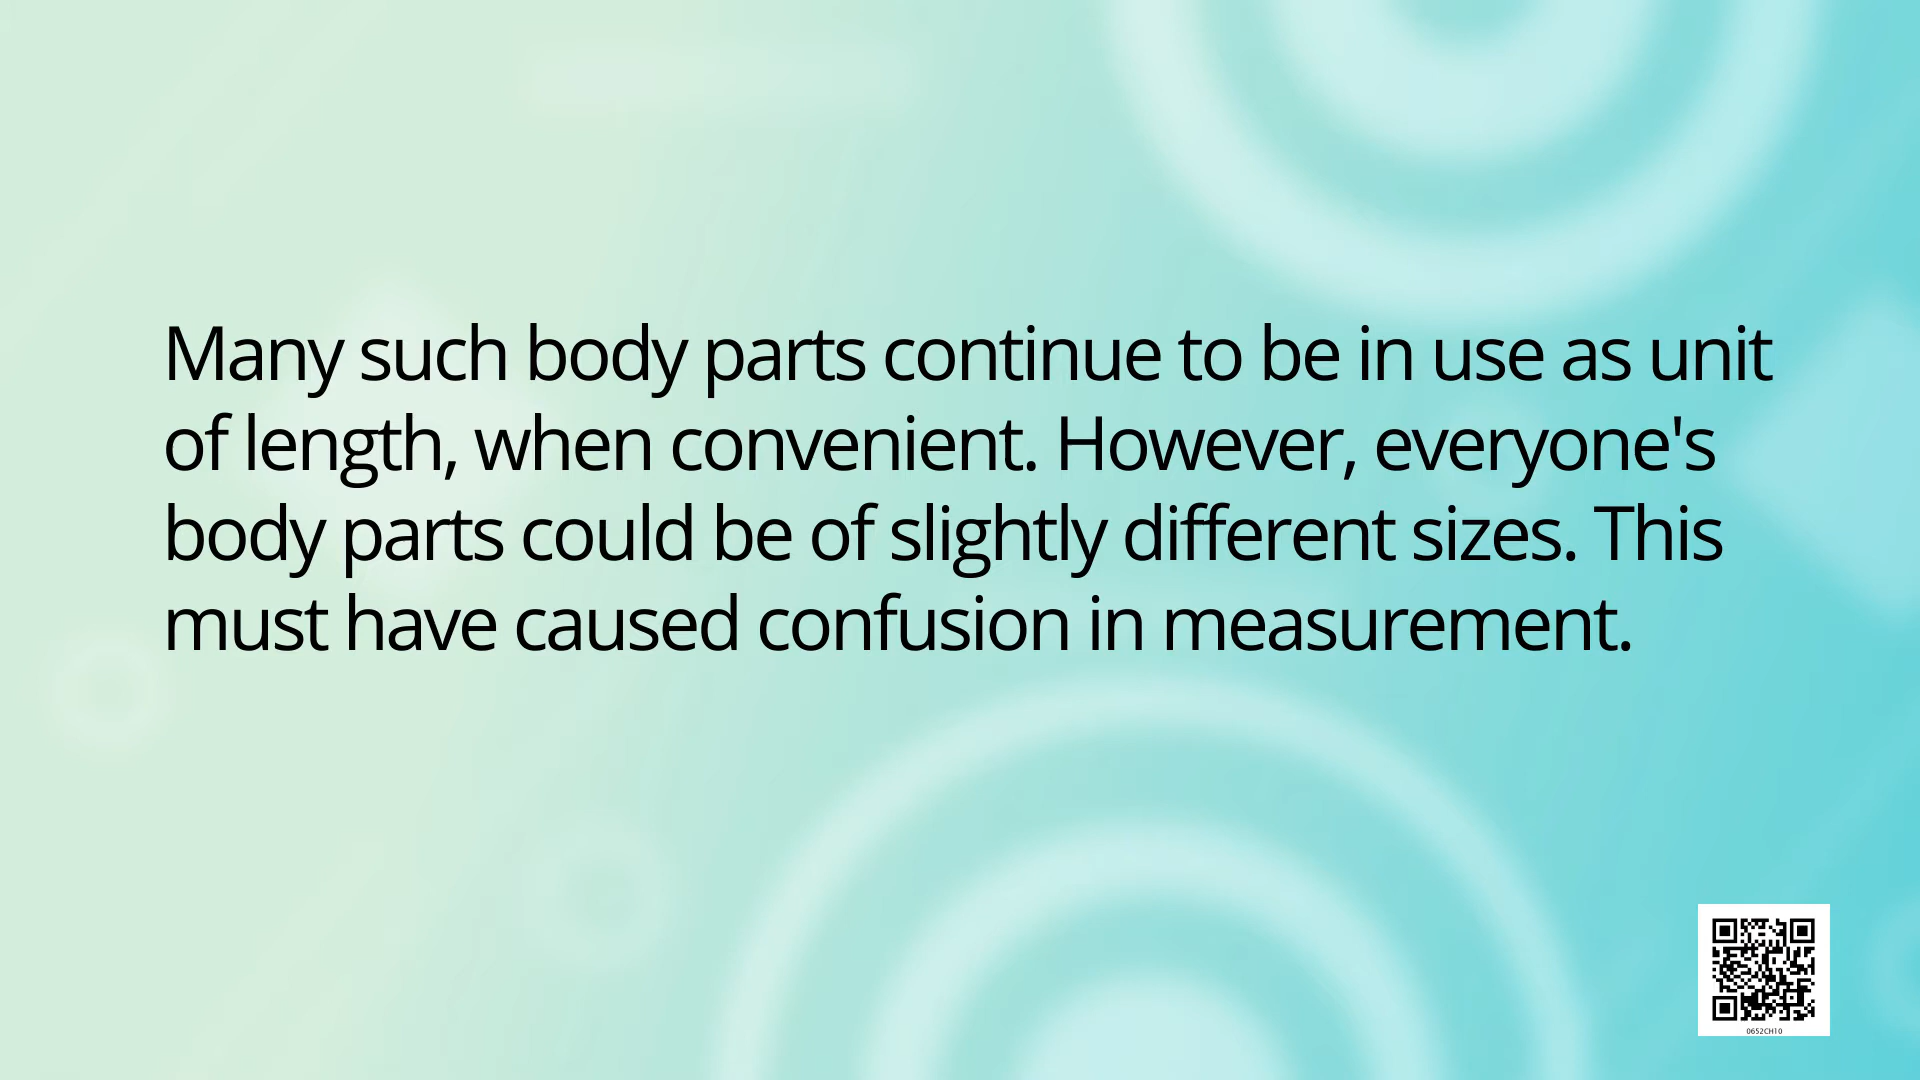 Many such body parts continue to be in use as unit
of length, when convenient. However, everyone's
body parts could be of slightly different sizes. This
must have caused confusion in measurement.
0652CH10